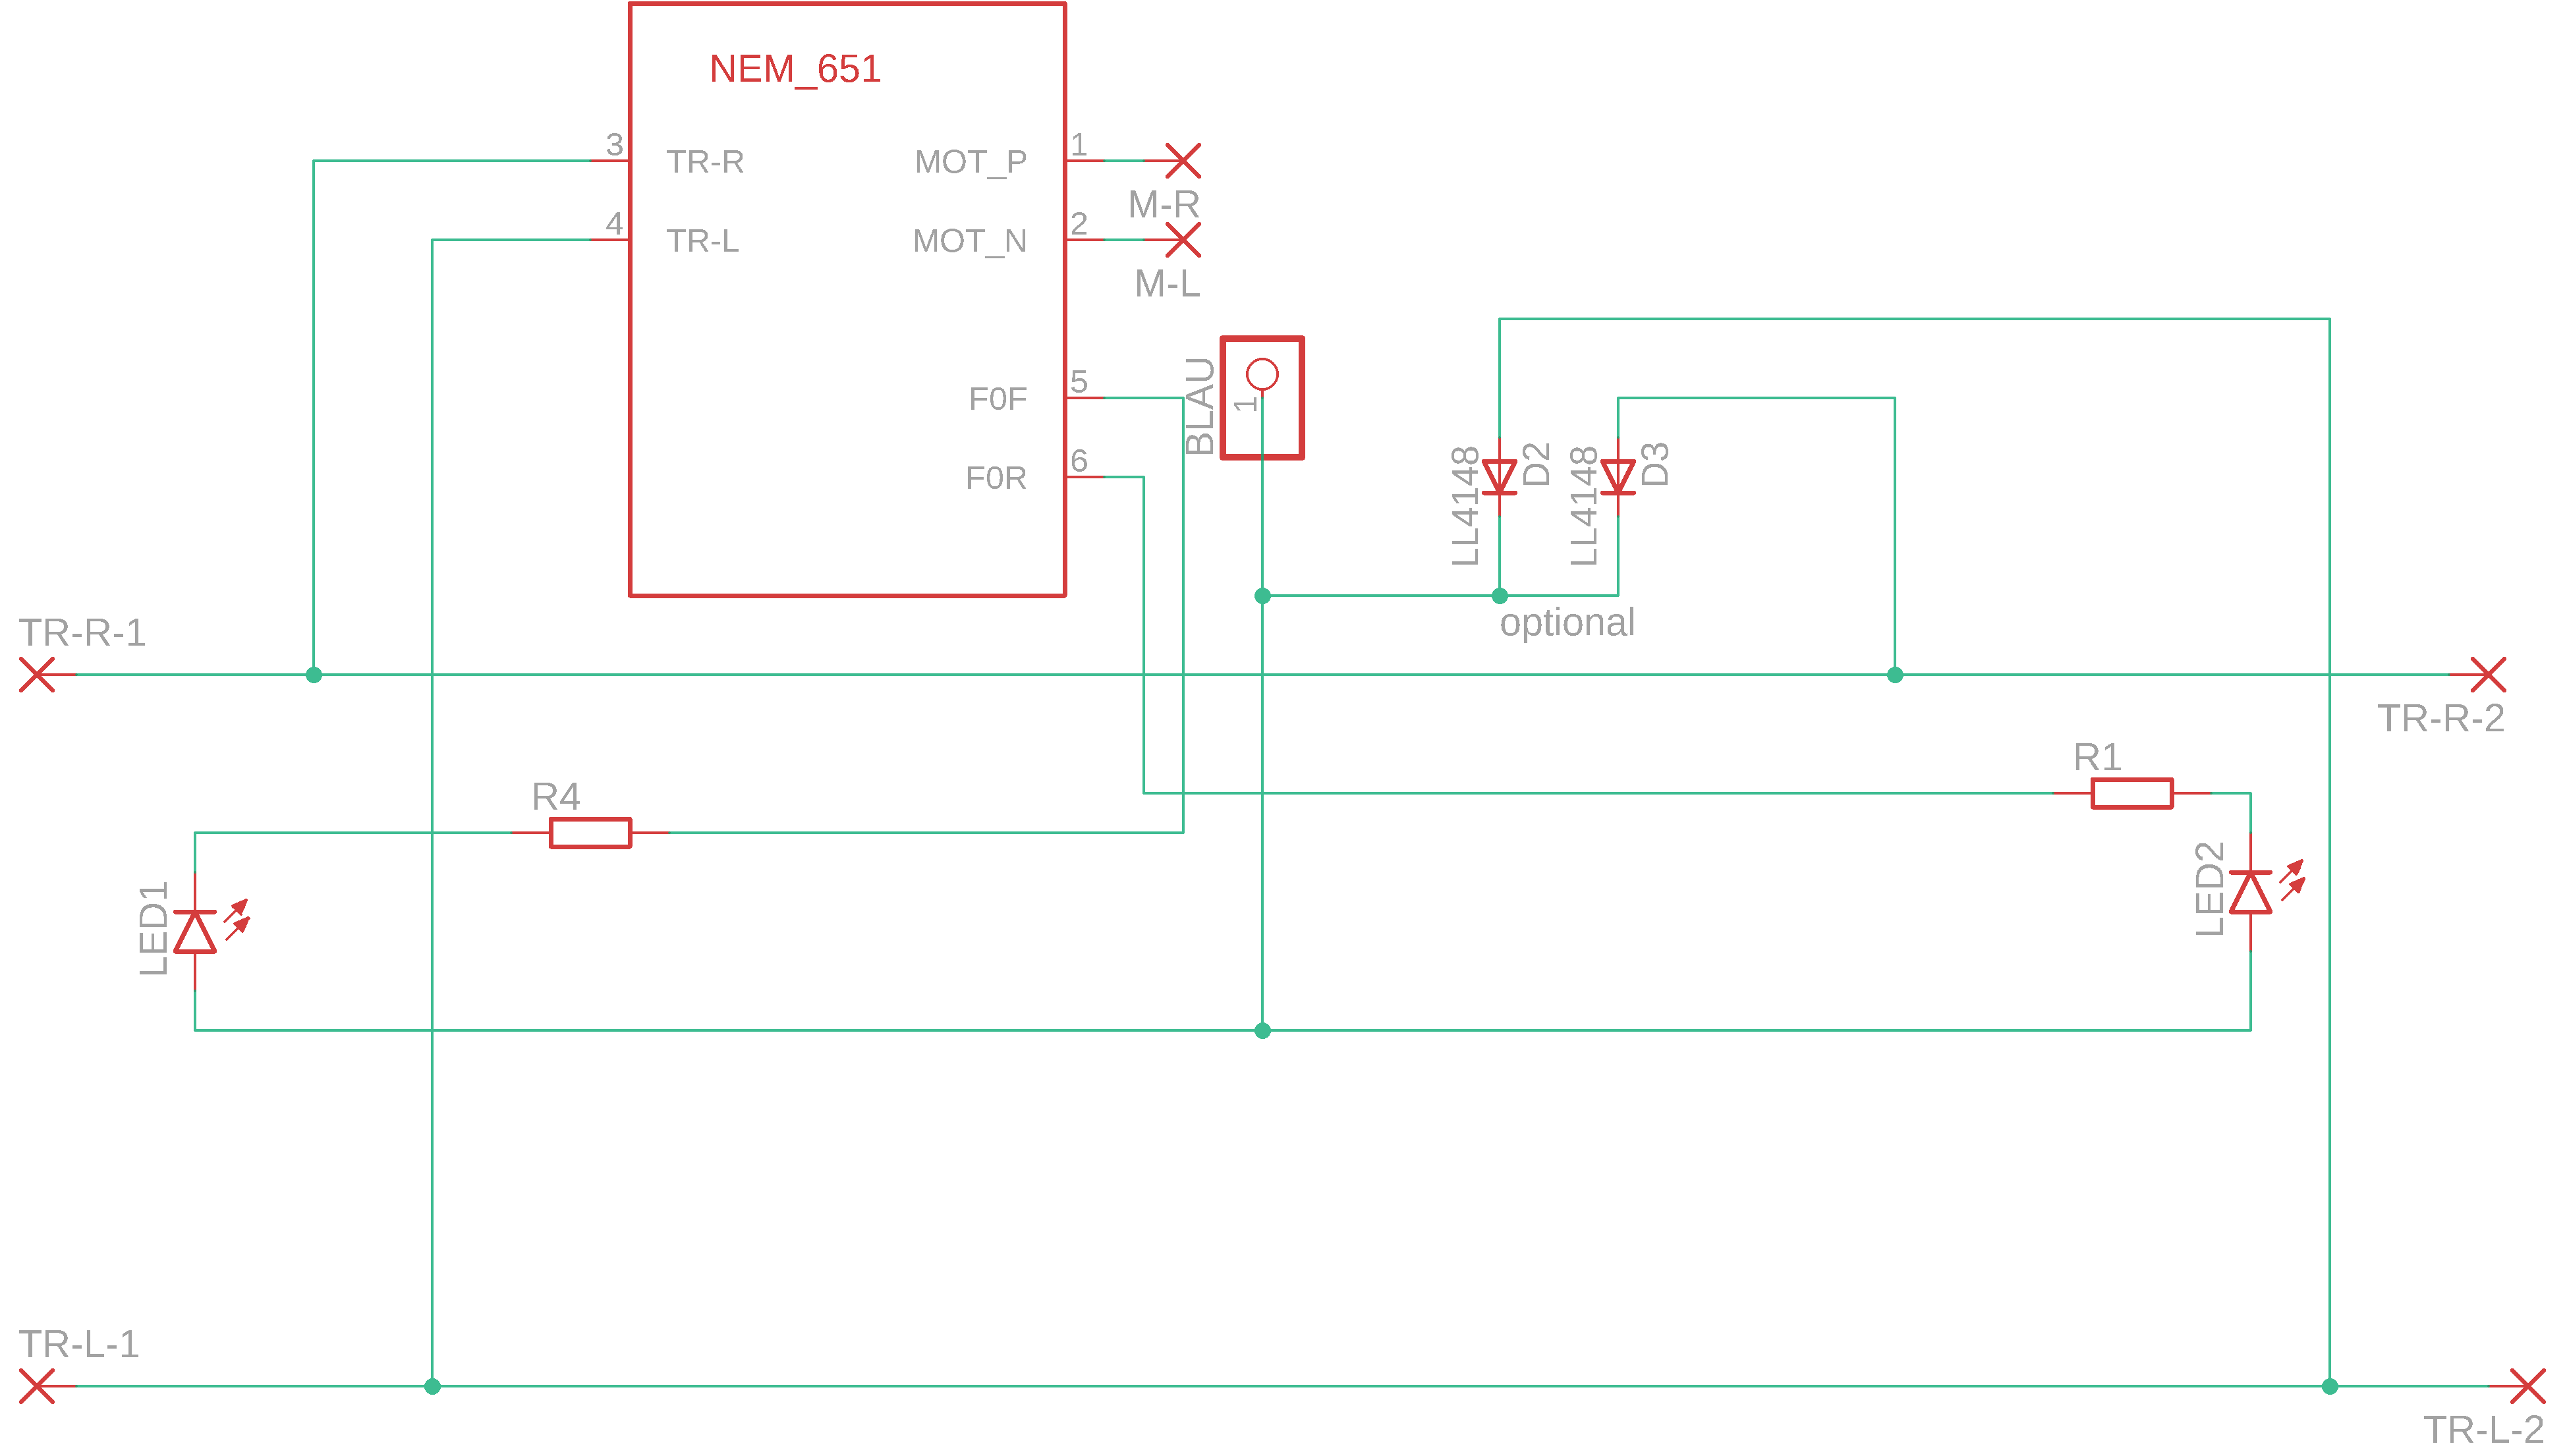 NEM_651
3
TR-R
MOT_P
1
M-R
4
TR-L
MOT_N
2
M-L
F0F
5
F0R
6
BLAU
1
LL4148
D2
LL4148
D3
optional
TR-R-1
TR-R-2
R4
R1
LED1
LED2
TR-L-1
TR-L-2